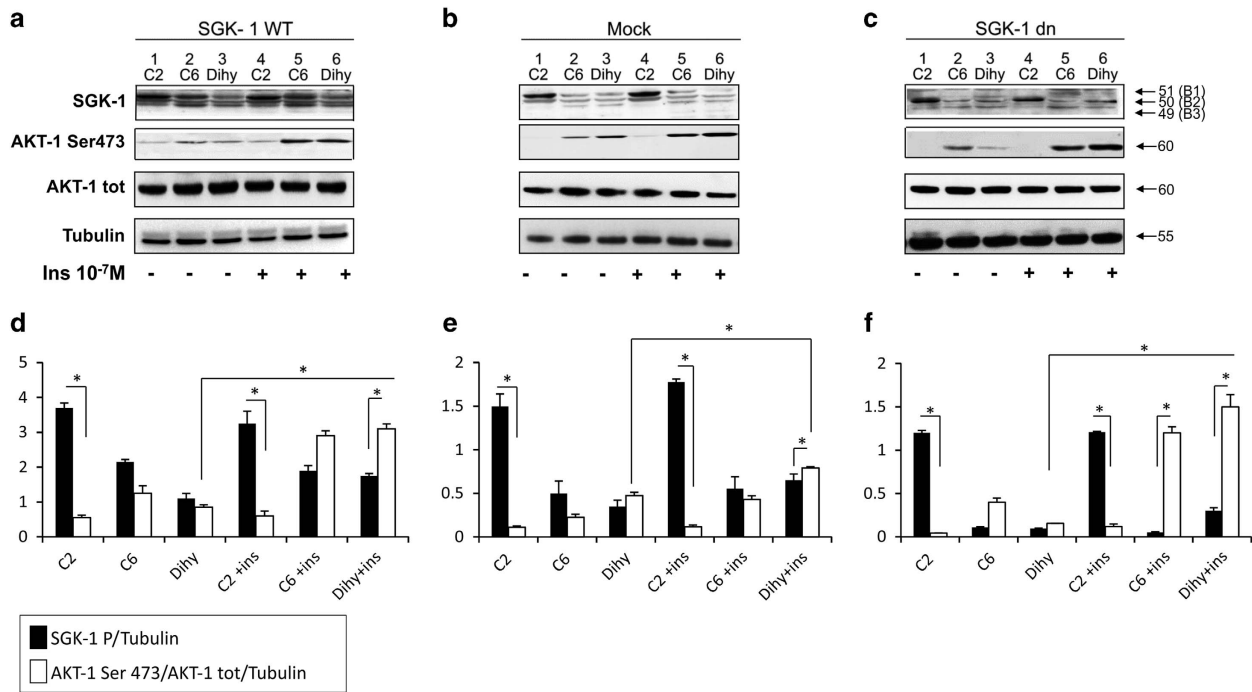 a
SGK- 1 WT
1 2 3 4 5 6
C2 C6 Dihy C2 C6 Dihy
SGK-1
AKT-1 Ser473
AKT-1 tot
Tubulin
Ins 10⁻⁷M - - - + + +
b
Mock
1 2 3 4 5 6
C2 C6 Dihy C2 C6 Dihy
- - - + + +
c
SGK-1 dn
1 2 3 4 5 6
C2 C6 Dihy C2 C6 Dihy
51 (B1)
50 (B2)
49 (B3)
60
60
55
- - - + + +
d
5
4
3
2
1
0
* * * *
C2 C6 Dihy C2 +ins C6 +ins Dihy+ins
e
2
1.5
1
0.5
0
* * * *
C2 C6 Dihy C2 +ins C6 +ins Dihy+ins
f
2
1.5
1
0.5
0
* * * * *
C2 C6 Dihy C2 +ins C6 +ins Dihy+ins
SGK-1 P/Tubulin
AKT-1 Ser 473/AKT-1 tot/Tubulin